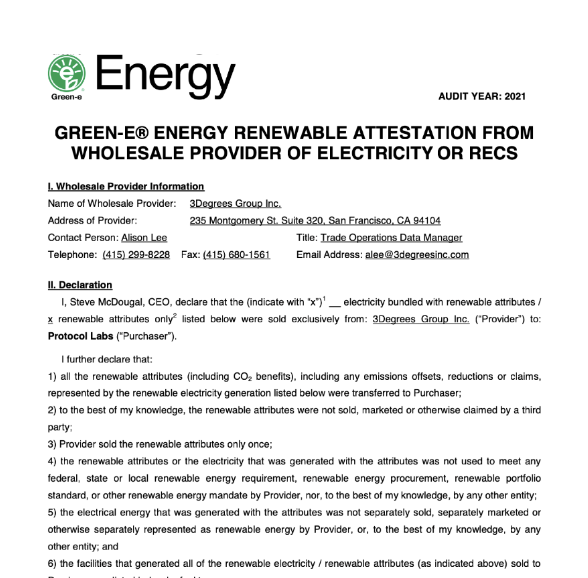 Energy
Green-e
AUDIT YEAR: 2021
GREEN-E® ENERGY RENEWABLE ATTESTATION FROM
WHOLESALE PROVIDER OF ELECTRICITY OR RECS
I. Wholesale Provider Information
Name of Wholesale Provider: 3Degrees Group Inc.
Address of Provider: 235 Montgomery St. Suite 320, San Francisco, CA 94104
Contact Person: Alison Lee Title: Trade Operations Data Manager
Telephone: (415) 299-8228 Fax: (415) 680-1561 Email Address: alee@3degreesinc.com
II. Declaration
I, Steve McDougal, CEO, declare that the (indicate with “x”)¹ __ electricity bundled with renewable attributes /
x renewable attributes only² listed below were sold exclusively from: 3Degrees Group Inc. (“Provider”) to:
Protocol Labs (“Purchaser”).
I further declare that:
1) all the renewable attributes (including CO₂ benefits), including any emissions offsets, reductions or claims,
represented by the renewable electricity generation listed below were transferred to Purchaser;
2) to the best of my knowledge, the renewable attributes were not sold, marketed or otherwise claimed by a third
party;
3) Provider sold the renewable attributes only once;
4) the renewable attributes or the electricity that was generated with the attributes was not used to meet any
federal, state or local renewable energy requirement, renewable energy procurement, renewable portfolio
standard, or other renewable energy mandate by Provider, nor, to the best of my knowledge, by any other entity;
5) the electrical energy that was generated with the attributes was not separately sold, separately marketed or
otherwise separately represented as renewable energy by Provider, or, to the best of my knowledge, by any
other entity; and
6) the facilities that generated all of the renewable electricity / renewable attributes (as indicated above) sold to